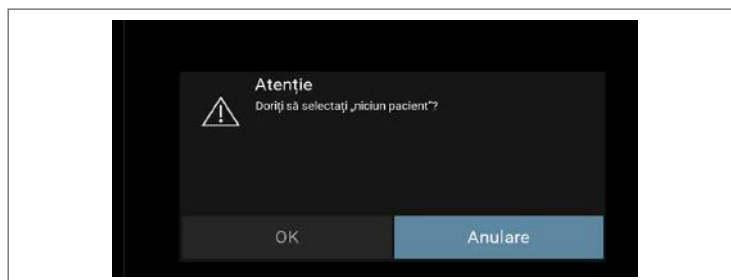 Atenție
Doriți să selectați „niciun pacient”?
OK
Anulare